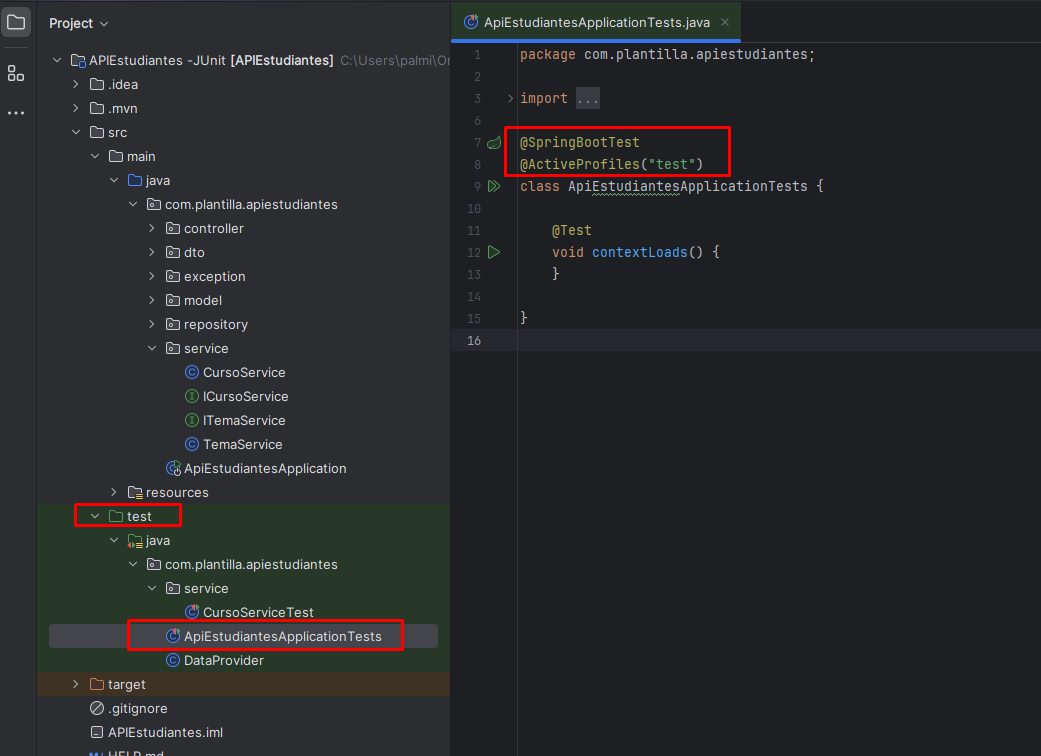 Project
APIEstudiantes -JUnit [APIEstudiantes] C:\Users\palmi\Or
.idea
.mvn
src
main
java
com.plantilla.apiestudiantes
controller
dto
exception
model
repository
service
CursoService
ICursoService
ITemaService
TemaService
ApiEstudiantesApplication
resources
test
java
com.plantilla.apiestudiantes
service
CursoServiceTest
ApiEstudiantesApplicationTests
DataProvider
target
.gitignore
APIEstudiantes.iml
HELP.md
ApiEstudiantesApplicationTests.java
1 package com.plantilla.apiestudiantes;
2
3 import ...
6
7 @SpringBootTest
8 @ActiveProfiles("test")
9 class ApiEstudiantesApplicationTests {
10
11 @Test
12 void contextLoads() {
13 }
14
15 }
16